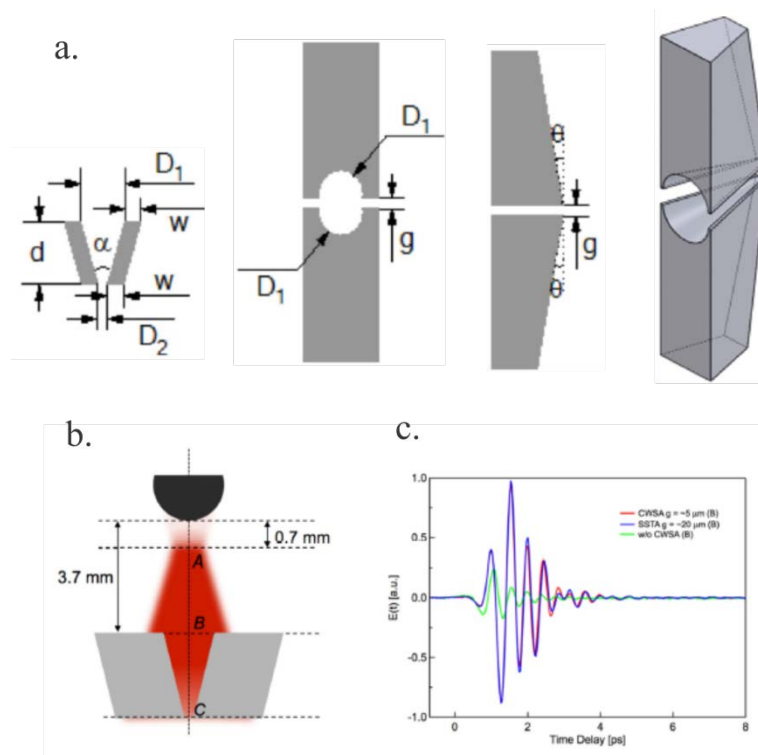 a.
D₁
w
d
α
w
D₂
D₁
g
D₁
θ
g
θ
b.
0.7 mm
A
3.7 mm
B
C
c.
1.0
0.5
0.0
-0.5
-1.0
E(t) [a.u.]
CWSA g = ~5 μm (B)
SSTA g = ~20 μm (B)
w/o CWSA (B)
0
2
4
6
8
Time Delay [ps]